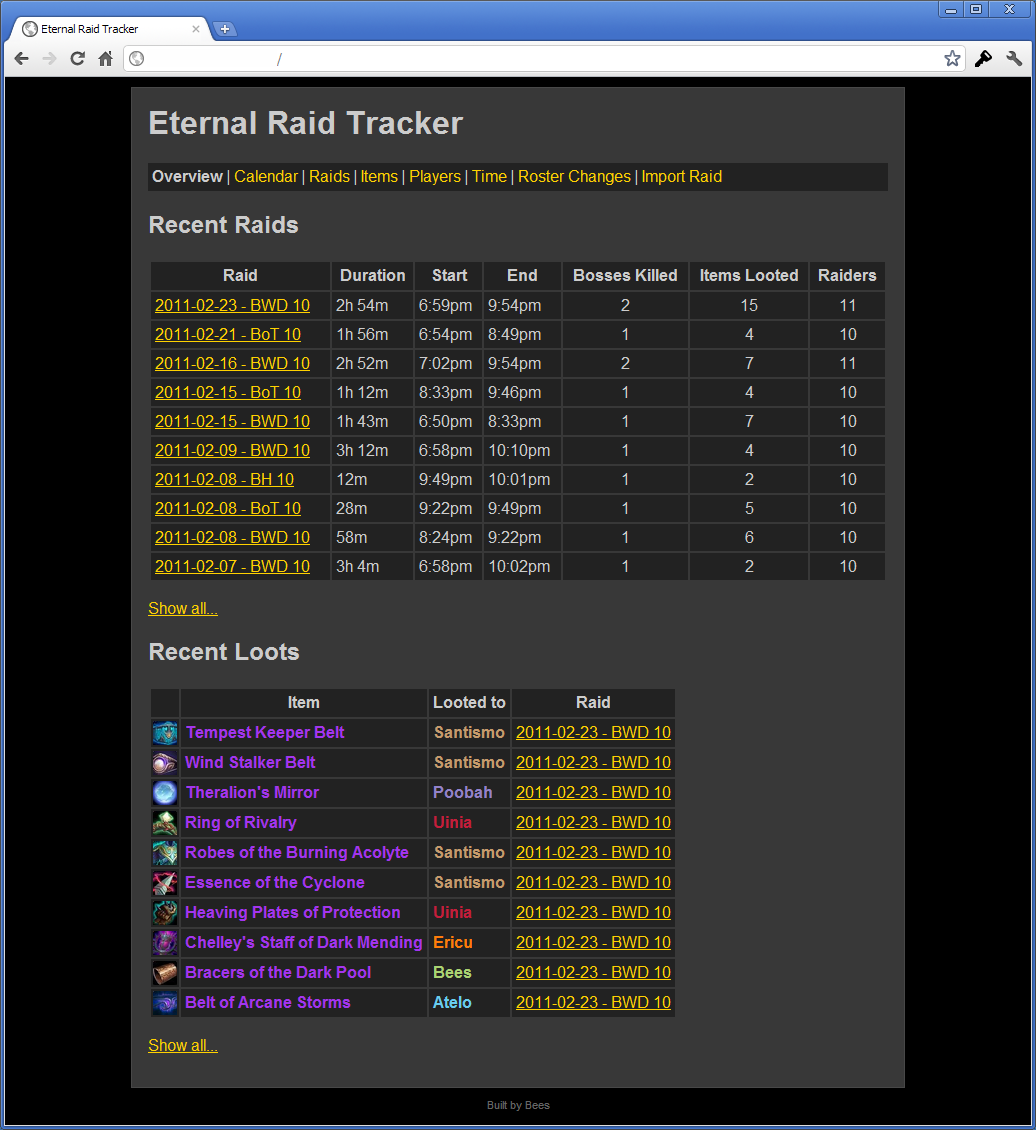 Eternal Raid Tracker
/
Eternal Raid Tracker
Overview | Calendar | Raids | Items | Players | Time | Roster Changes | Import Raid
Recent Raids
Raid Duration Start End Bosses Killed Items Looted Raiders
2011-02-23 - BWD 10 2h 54m 6:59pm 9:54pm 2 15 11
2011-02-21 - BoT 10 1h 56m 6:54pm 8:49pm 1 4 10
2011-02-16 - BWD 10 2h 52m 7:02pm 9:54pm 2 7 11
2011-02-15 - BoT 10 1h 12m 8:33pm 9:46pm 1 4 10
2011-02-15 - BWD 10 1h 43m 6:50pm 8:33pm 1 7 10
2011-02-09 - BWD 10 3h 12m 6:58pm 10:10pm 1 4 10
2011-02-08 - BH 10 12m 9:49pm 10:01pm 1 2 10
2011-02-08 - BoT 10 28m 9:22pm 9:49pm 1 5 10
2011-02-08 - BWD 10 58m 8:24pm 9:22pm 1 6 10
2011-02-07 - BWD 10 3h 4m 6:58pm 10:02pm 1 2 10
Show all...
Recent Loots
Item Looted to Raid
Tempest Keeper Belt Santismo 2011-02-23 - BWD 10
Wind Stalker Belt Santismo 2011-02-23 - BWD 10
Theralion's Mirror Poobah 2011-02-23 - BWD 10
Ring of Rivalry Uinia 2011-02-23 - BWD 10
Robes of the Burning Acolyte Santismo 2011-02-23 - BWD 10
Essence of the Cyclone Santismo 2011-02-23 - BWD 10
Heaving Plates of Protection Uinia 2011-02-23 - BWD 10
Chelley's Staff of Dark Mending Ericu 2011-02-23 - BWD 10
Bracers of the Dark Pool Bees 2011-02-23 - BWD 10
Belt of Arcane Storms Atelo 2011-02-23 - BWD 10
Show all...
Built by Bees